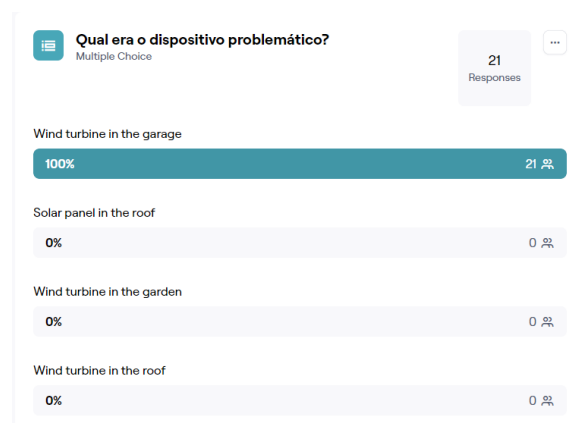 Qual era o dispositivo problemático?
Multiple Choice
21
Responses
Wind turbine in the garage
100% 21
Solar panel in the roof
0% 0
Wind turbine in the garden
0% 0
Wind turbine in the roof
0% 0